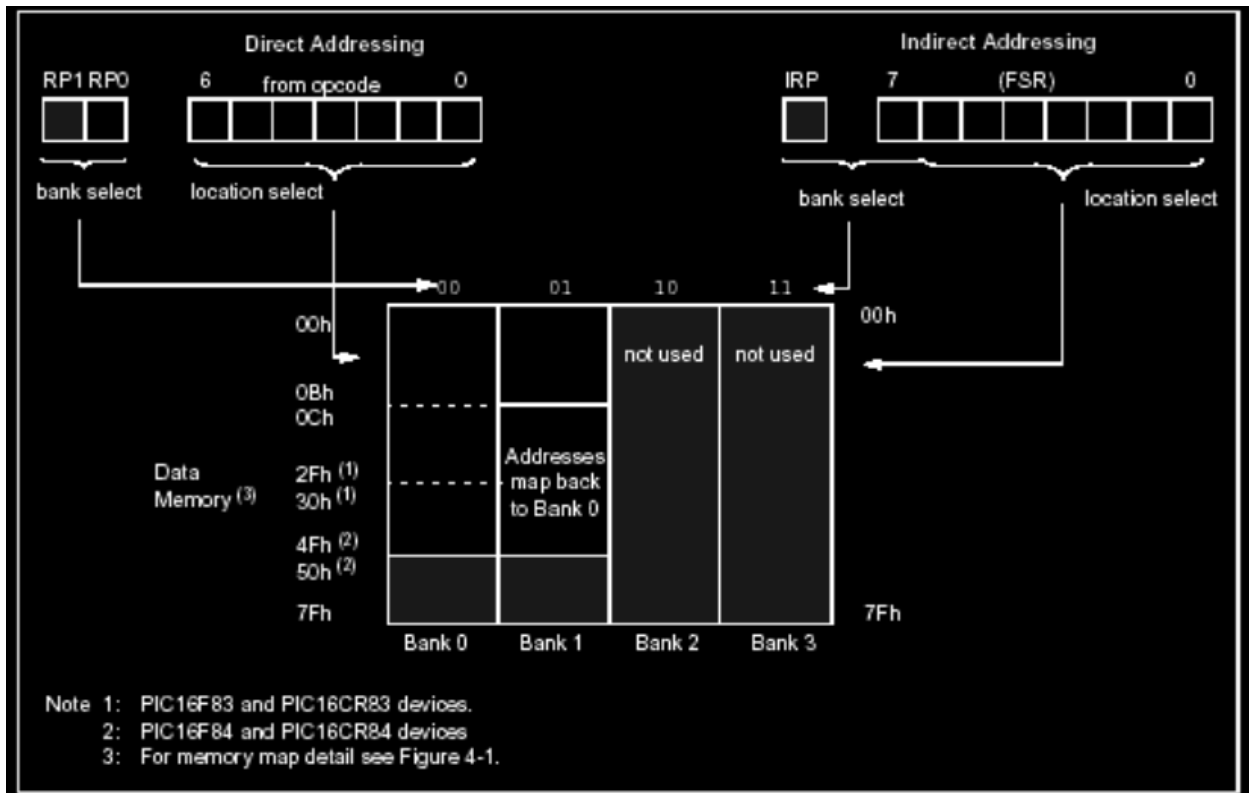 Direct Addressing
Indirect Addressing
RP1 RP0 6 from opcode 0
IRP 7 (FSR) 0
bank select location select
bank select location select
00 01 10 11
00h
00h
not used not used
0Bh
0Ch
Addresses
map back
to Bank 0
Data
Memory (3)
2Fh (1)
30h (1)
4Fh (2)
50h (2)
7Fh
7Fh
Bank 0 Bank 1 Bank 2 Bank 3
Note 1: PIC16F83 and PIC16CR83 devices.
2: PIC16F84 and PIC16CR84 devices
3: For memory map detail see Figure 4-1.